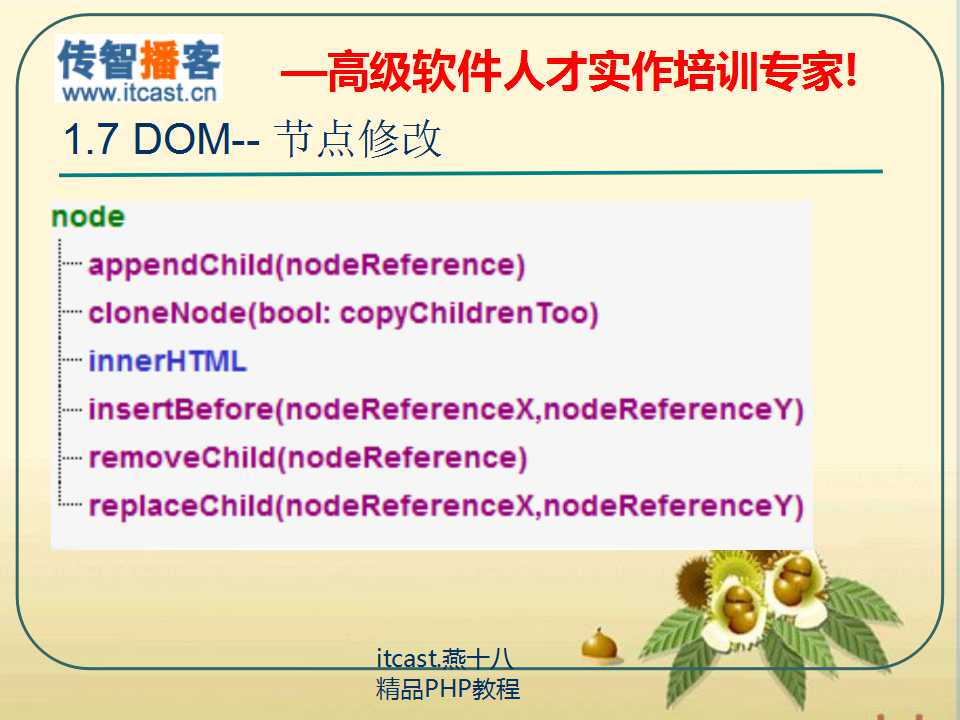 传智播客
www.itcast.cn
—高级软件人才实作培训专家!
1.7 DOM-- 节点修改
node
appendChild(nodeReference)
cloneNode(bool: copyChildrenToo)
innerHTML
insertBefore(nodeReferenceX,nodeReferenceY)
removeChild(nodeReference)
replaceChild(nodeReferenceX,nodeReferenceY)
itcast.燕十八
精品PHP教程